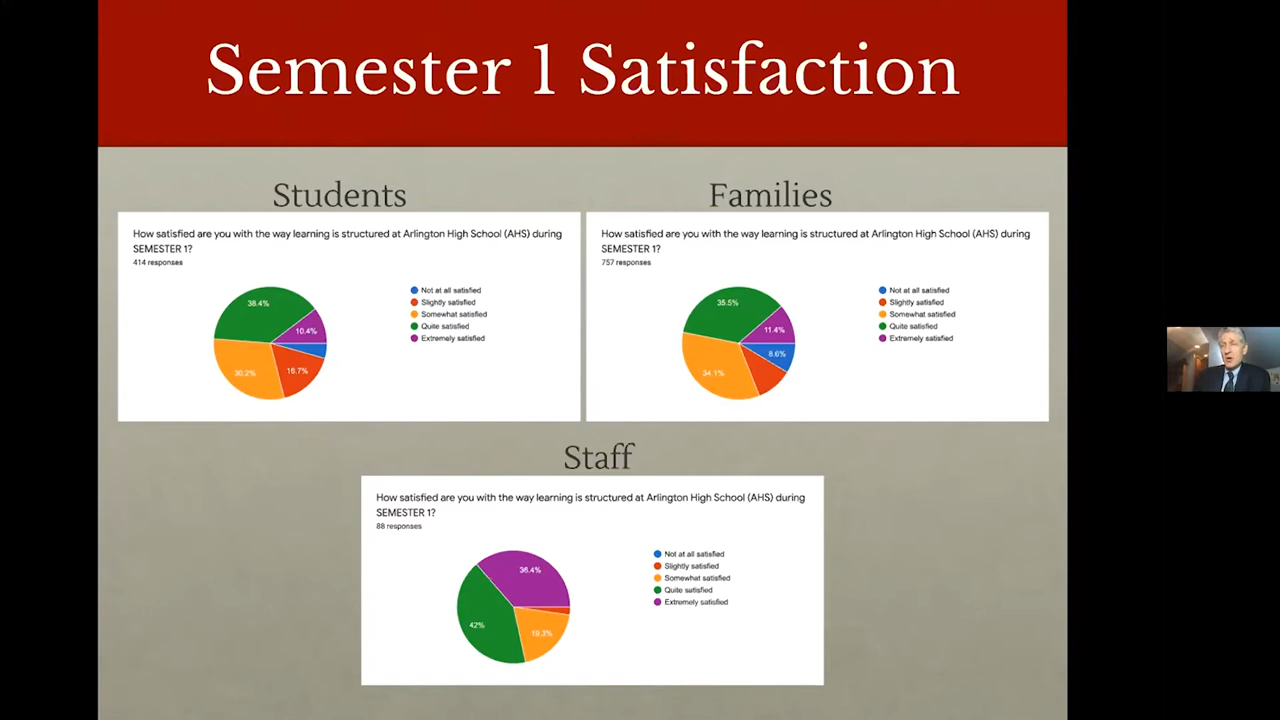 Semester 1 Satisfaction
Students
How satisfied are you with the way learning is structured at Arlington High School (AHS) during
SEMESTER 1?
414 responses
38.4%
10.4%
30.2%
16.7%
Not at all satisfied
Slightly satisfied
Somewhat satisfied
Quite satisfied
Extremely satisfied
Families
How satisfied are you with the way learning is structured at Arlington High School (AHS) during
SEMESTER 1?
757 responses
35.5%
11.4%
8.6%
34.1%
Not at all satisfied
Slightly satisfied
Somewhat satisfied
Quite satisfied
Extremely satisfied
Staff
How satisfied are you with the way learning is structured at Arlington High School (AHS) during
SEMESTER 1?
88 responses
36.4%
42%
19.3%
Not at all satisfied
Slightly satisfied
Somewhat satisfied
Quite satisfied
Extremely satisfied